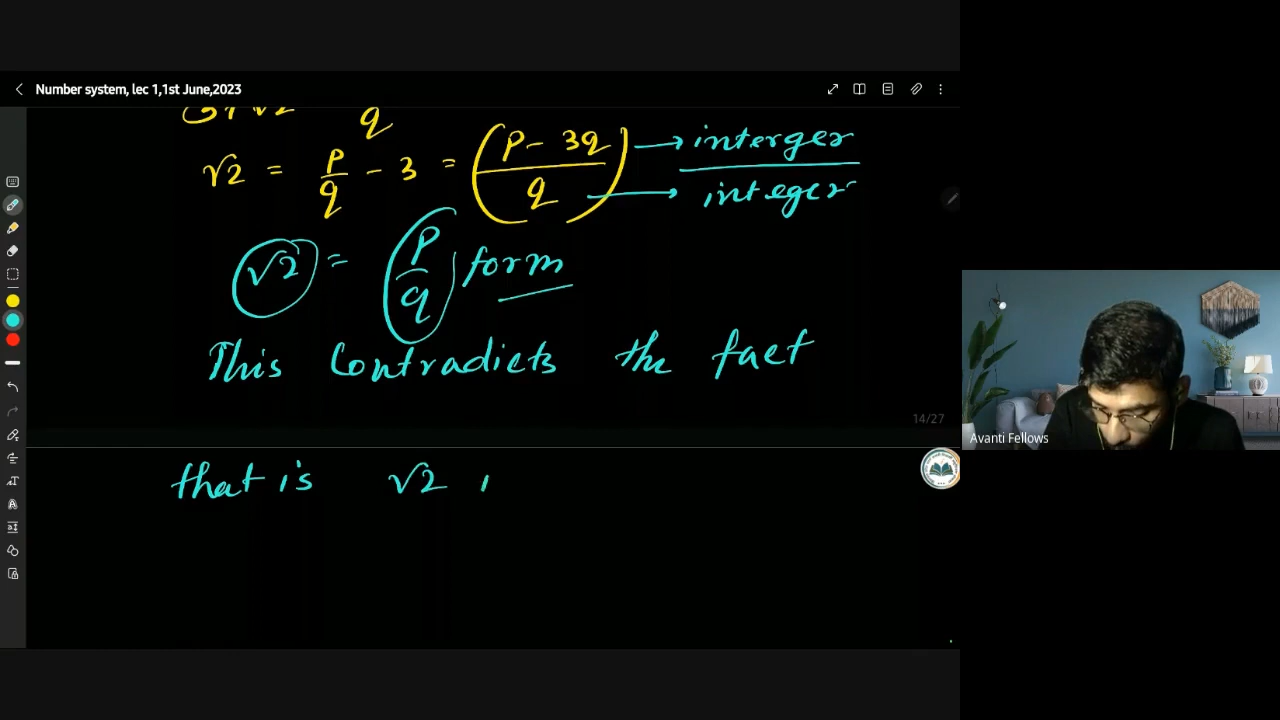 Number system, lec 1,1st June,2023
q
√2 = p/q - 3 = (p - 3q / q) → interger
→ integer
√2 = (p/q) form
This Contradicts the fact
14/27
that is √2 i
Avanti Fellows